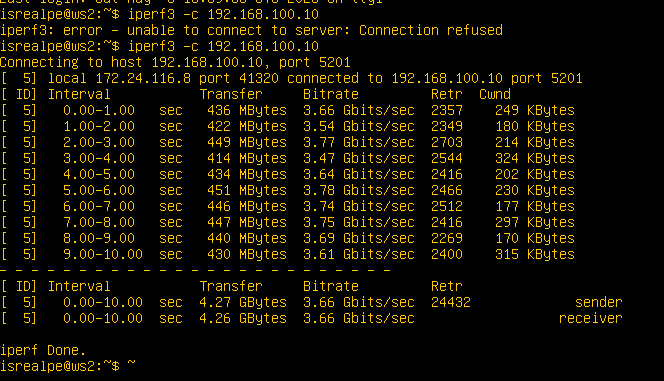 isrealpe@ws2:~$ iperf3 -c 192.168.100.10
iperf3: error - unable to connect to server: Connection refused
isrealpe@ws2:~$ iperf3 -c 192.168.100.10
Connecting to host 192.168.100.10, port 5201
[  5] local 172.24.116.8 port 41320 connected to 192.168.100.10 port 5201
[ ID] Interval           Transfer     Bitrate         Retr  Cwnd
[  5]   0.00-1.00   sec   436 MBytes  3.66 Gbits/sec  2357    249 KBytes
[  5]   1.00-2.00   sec   422 MBytes  3.54 Gbits/sec  2349    180 KBytes
[  5]   2.00-3.00   sec   449 MBytes  3.77 Gbits/sec  2703    214 KBytes
[  5]   3.00-4.00   sec   414 MBytes  3.47 Gbits/sec  2544    324 KBytes
[  5]   4.00-5.00   sec   434 MBytes  3.64 Gbits/sec  2416    202 KBytes
[  5]   5.00-6.00   sec   451 MBytes  3.78 Gbits/sec  2466    230 KBytes
[  5]   6.00-7.00   sec   446 MBytes  3.74 Gbits/sec  2512    177 KBytes
[  5]   7.00-8.00   sec   447 MBytes  3.75 Gbits/sec  2416    297 KBytes
[  5]   8.00-9.00   sec   440 MBytes  3.69 Gbits/sec  2269    170 KBytes
[  5]   9.00-10.00  sec   430 MBytes  3.61 Gbits/sec  2400    315 KBytes
- - - - - - - - - - - - - - - - - - - - - - - - -
[ ID] Interval           Transfer     Bitrate         Retr
[  5]   0.00-10.00  sec  4.27 GBytes  3.66 Gbits/sec  24432             sender
[  5]   0.00-10.00  sec  4.26 GBytes  3.66 Gbits/sec                  receiver
iperf Done.
isrealpe@ws2:~$ ~